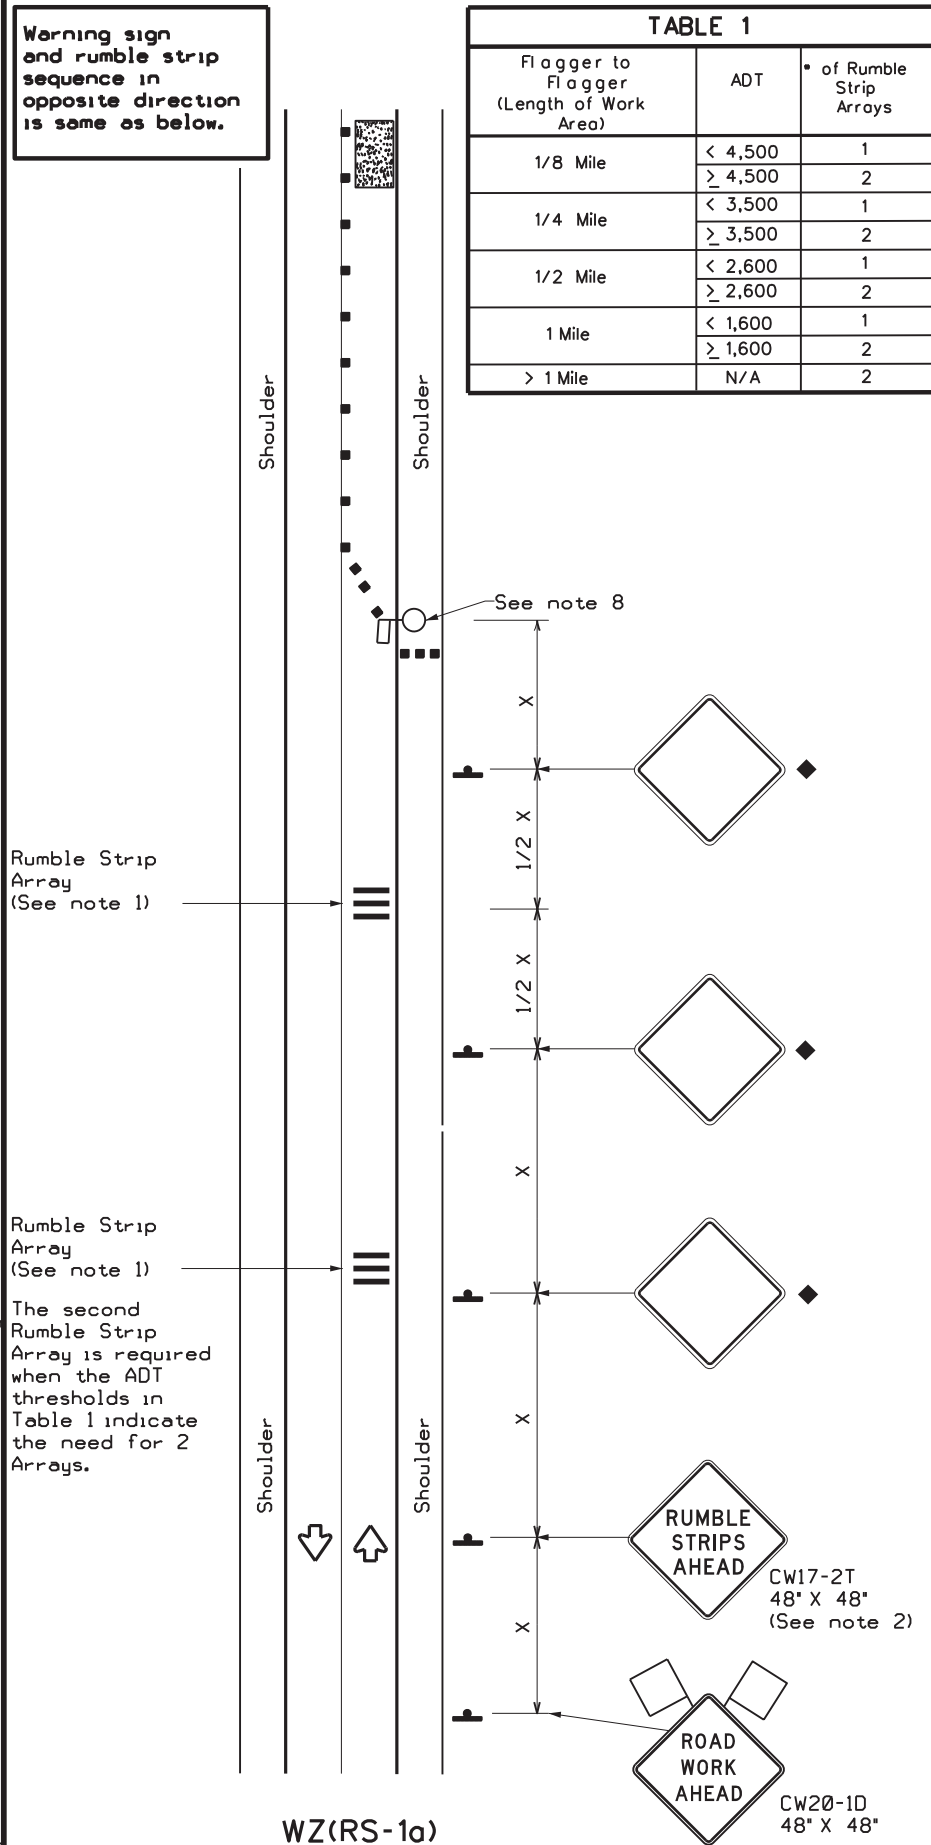 Warning sign
and rumble strip
sequence in
opposite direction
is same as below.
TABLE 1
Flagger to
Flagger
(Length of Work
Area)
ADT
" of Rumble
Strip
Arrays
1/8 Mile
< 4,500
1
≥ 4,500
2
1/4 Mile
< 3,500
1
≥ 3,500
2
1/2 Mile
< 2,600
1
≥ 2,600
2
1 Mile
< 1,600
1
≥ 1,600
2
> 1 Mile
N/A
2
Shoulder
Shoulder
See note 8
X
1/2 X
Rumble Strip
Array
(See note 1)
1/2 X
X
Rumble Strip
Array
(See note 1)
The second
Rumble Strip
Array is required
when the ADT
thresholds in
Table 1 indicate
the need for 2
Arrays.
Shoulder
Shoulder
X
RUMBLE
STRIPS
AHEAD
CW17-2T
48" X 48"
(See note 2)
X
ROAD
WORK
AHEAD
CW20-1D
48" X 48"
WZ(RS-1a)